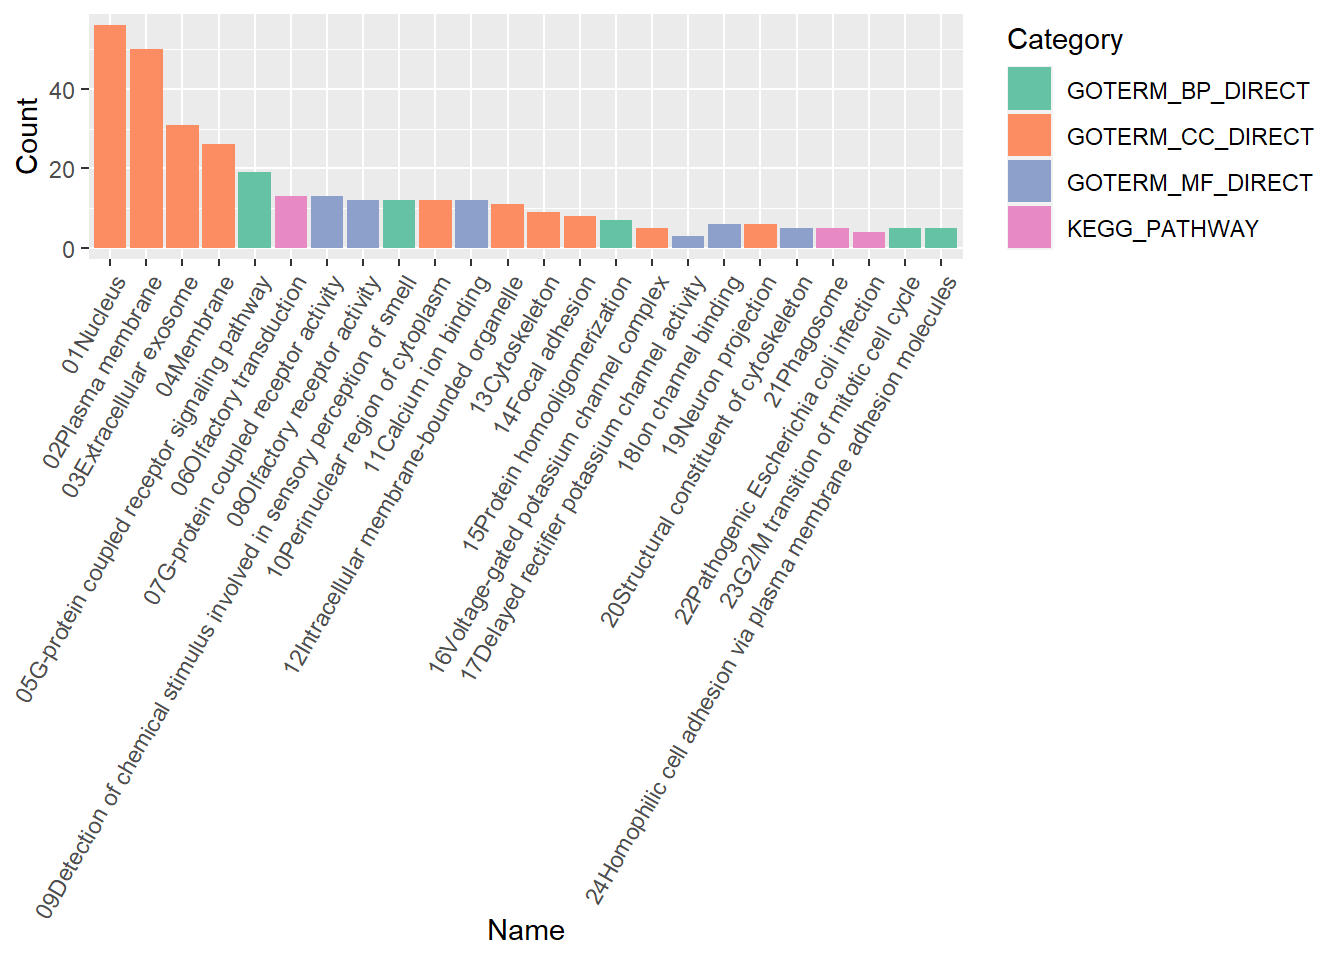 Count
40
20
0
01Nucleus
02Plasma membrane
03Extracellular exosome
04Membrane
05G-protein coupled receptor signaling pathway
06Olfactory transduction
07G-protein coupled receptor activity
08Olfactory receptor activity
09Detection of chemical stimulus involved in sensory perception of smell
10Perinuclear region of cytoplasm
11Calcium ion binding
12Intracellular membrane-bounded organelle
13Cytoskeleton
14Focal adhesion
15Protein homooligomerization
16Voltage-gated potassium channel complex
17Delayed rectifier potassium channel activity
18Ion channel binding
19Neuron projection
20Structural constituent of cytoskeleton
21Phagosome
22Pathogenic Escherichia coli infection
23G2/M transition of mitotic cell cycle
24Homophilic cell adhesion via plasma membrane adhesion molecules
Name
Category
GOTERM_BP_DIRECT
GOTERM_CC_DIRECT
GOTERM_MF_DIRECT
KEGG_PATHWAY